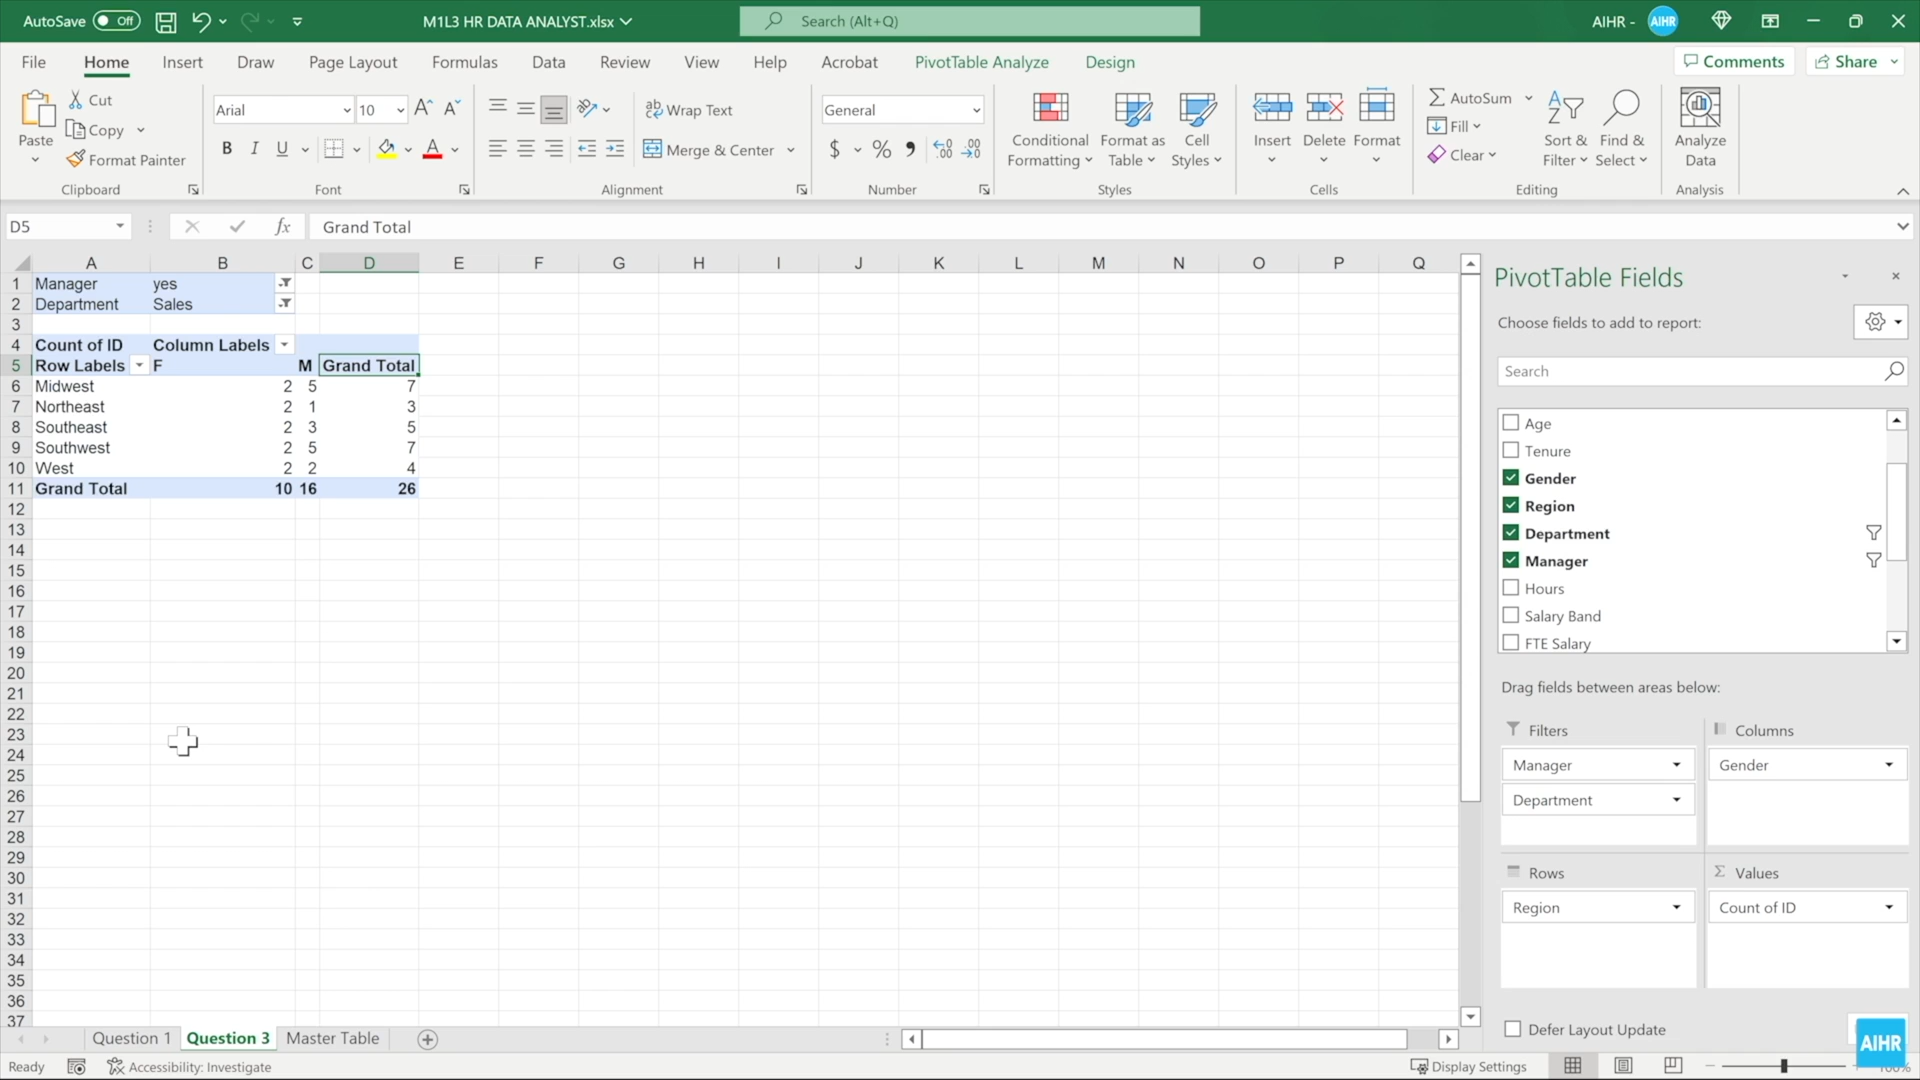 AutoSave Off M1L3 HR DATA ANALYST.xlsx Search (Alt+Q) AIHR - AIHR
File Home Insert Draw Page Layout Formulas Data Review View Help Acrobat PivotTable Analyze Design Comments Share
Paste Cut Copy Format Painter
Arial 10
B I U A
ab Wrap Text
Merge & Center
General
$ %
Conditional Formatting
Format as Table
Cell Styles
Insert Delete Format
AutoSum
Fill
Clear
Sort & Filter
Find & Select
Analyze Data
Clipboard Font Alignment Number Styles Cells Editing Analysis
D5 fx Grand Total
A B C D E F G H I J K L M N O P Q
1 Manager yes
2 Department Sales
3
4 Count of ID Column Labels
5 Row Labels F M Grand Total
6 Midwest 2 5 7
7 Northeast 2 1 3
8 Southeast 2 3 5
9 Southwest 2 5 7
10 West 2 2 4
11 Grand Total 10 16 26
12
13
14
15
16
17
18
19
20
21
22
23
24
25
26
27
28
29
30
31
32
33
34
35
36
37
PivotTable Fields
Choose fields to add to report:
Search
Age
Tenure
Gender
Region
Department
Manager
Hours
Salary Band
FTE Salary
Drag fields between areas below:
Filters Columns
Manager Gender
Department
Rows Values
Region Count of ID
Defer Layout Update
AIHR
Question 1 Question 3 Master Table
Ready Accessibility: Investigate Display Settings